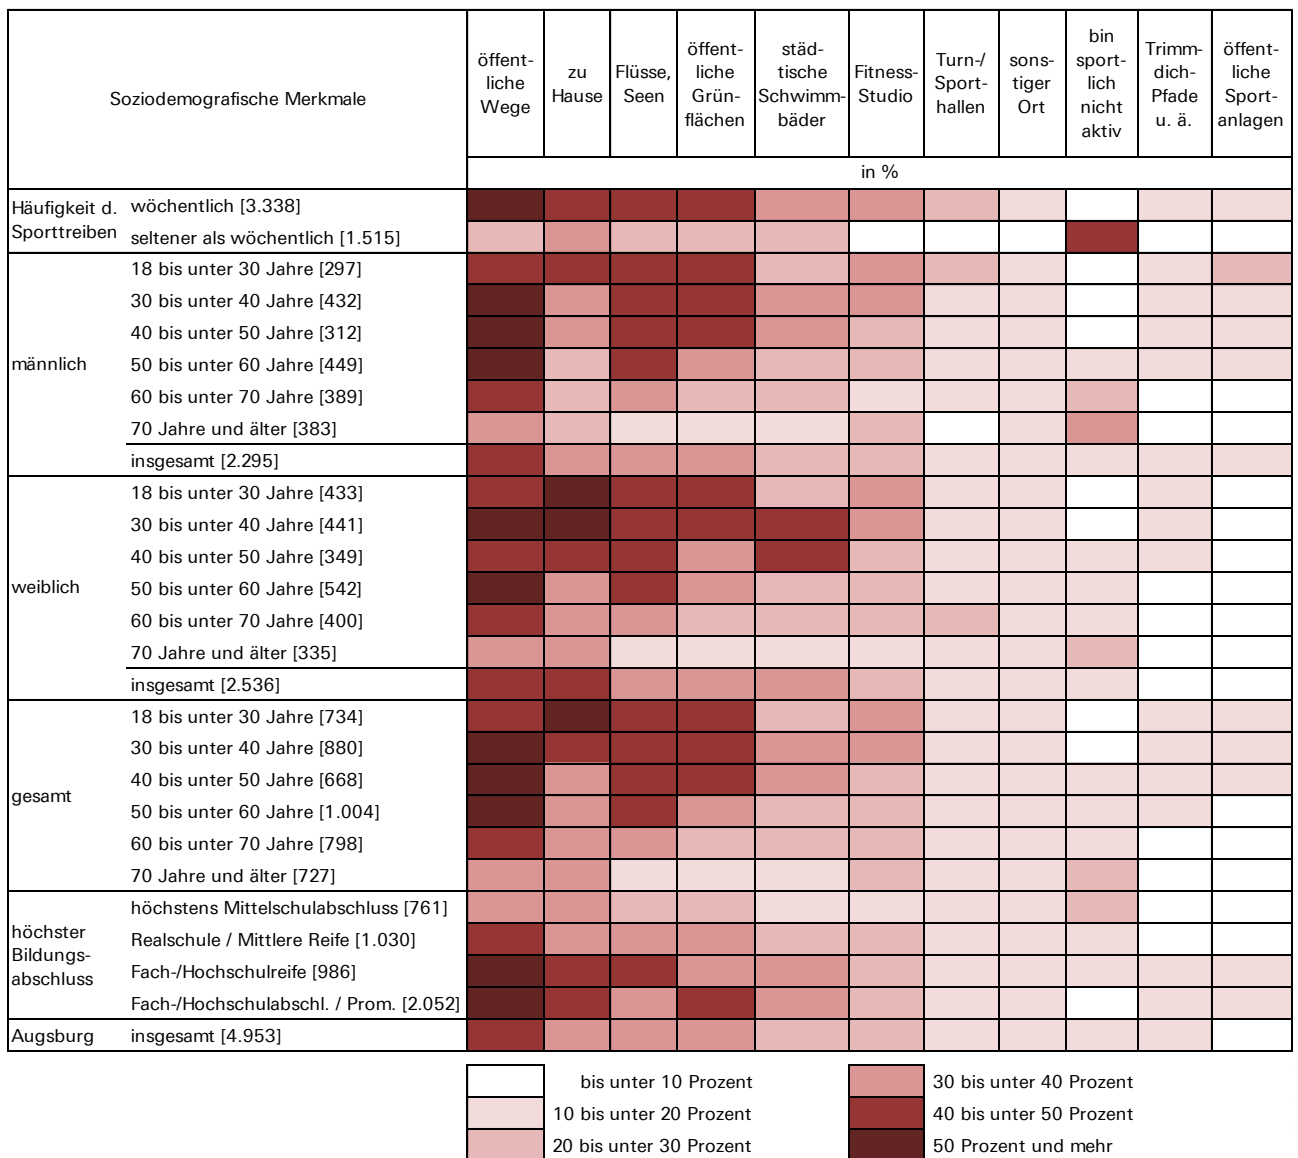 Soziodemografische Merkmale
öffent-
liche
Wege
zu
Hause
Flüsse,
Seen
öffent-
liche
Grün-
flächen
städ-
tische
Schwimm-
bäder
Fitness-
Studio
Turn-/
Sport-
hallen
sons-
tiger
Ort
bin
sport-
lich
nicht
aktiv
Trimm-
dich-
Pfade
u. ä.
öffent-
liche
Sport-
anlagen
in %
Häufigkeit d.
Sporttreiben
wöchentlich [3.338]
seltener als wöchentlich [1.515]
männlich
18 bis unter 30 Jahre [297]
30 bis unter 40 Jahre [432]
40 bis unter 50 Jahre [312]
50 bis unter 60 Jahre [449]
60 bis unter 70 Jahre [389]
70 Jahre und älter [383]
insgesamt [2.295]
weiblich
18 bis unter 30 Jahre [433]
30 bis unter 40 Jahre [441]
40 bis unter 50 Jahre [349]
50 bis unter 60 Jahre [542]
60 bis unter 70 Jahre [400]
70 Jahre und älter [335]
insgesamt [2.536]
gesamt
18 bis unter 30 Jahre [734]
30 bis unter 40 Jahre [880]
40 bis unter 50 Jahre [668]
50 bis unter 60 Jahre [1.004]
60 bis unter 70 Jahre [798]
70 Jahre und älter [727]
höchster
Bildungs-
abschluss
höchstens Mittelschulabschluss [761]
Realschule / Mittlere Reife [1.030]
Fach-/Hochschulreife [986]
Fach-/Hochschulabschl. / Prom. [2.052]
Augsburg insgesamt [4.953]
bis unter 10 Prozent
10 bis unter 20 Prozent
20 bis unter 30 Prozent
30 bis unter 40 Prozent
40 bis unter 50 Prozent
50 Prozent und mehr